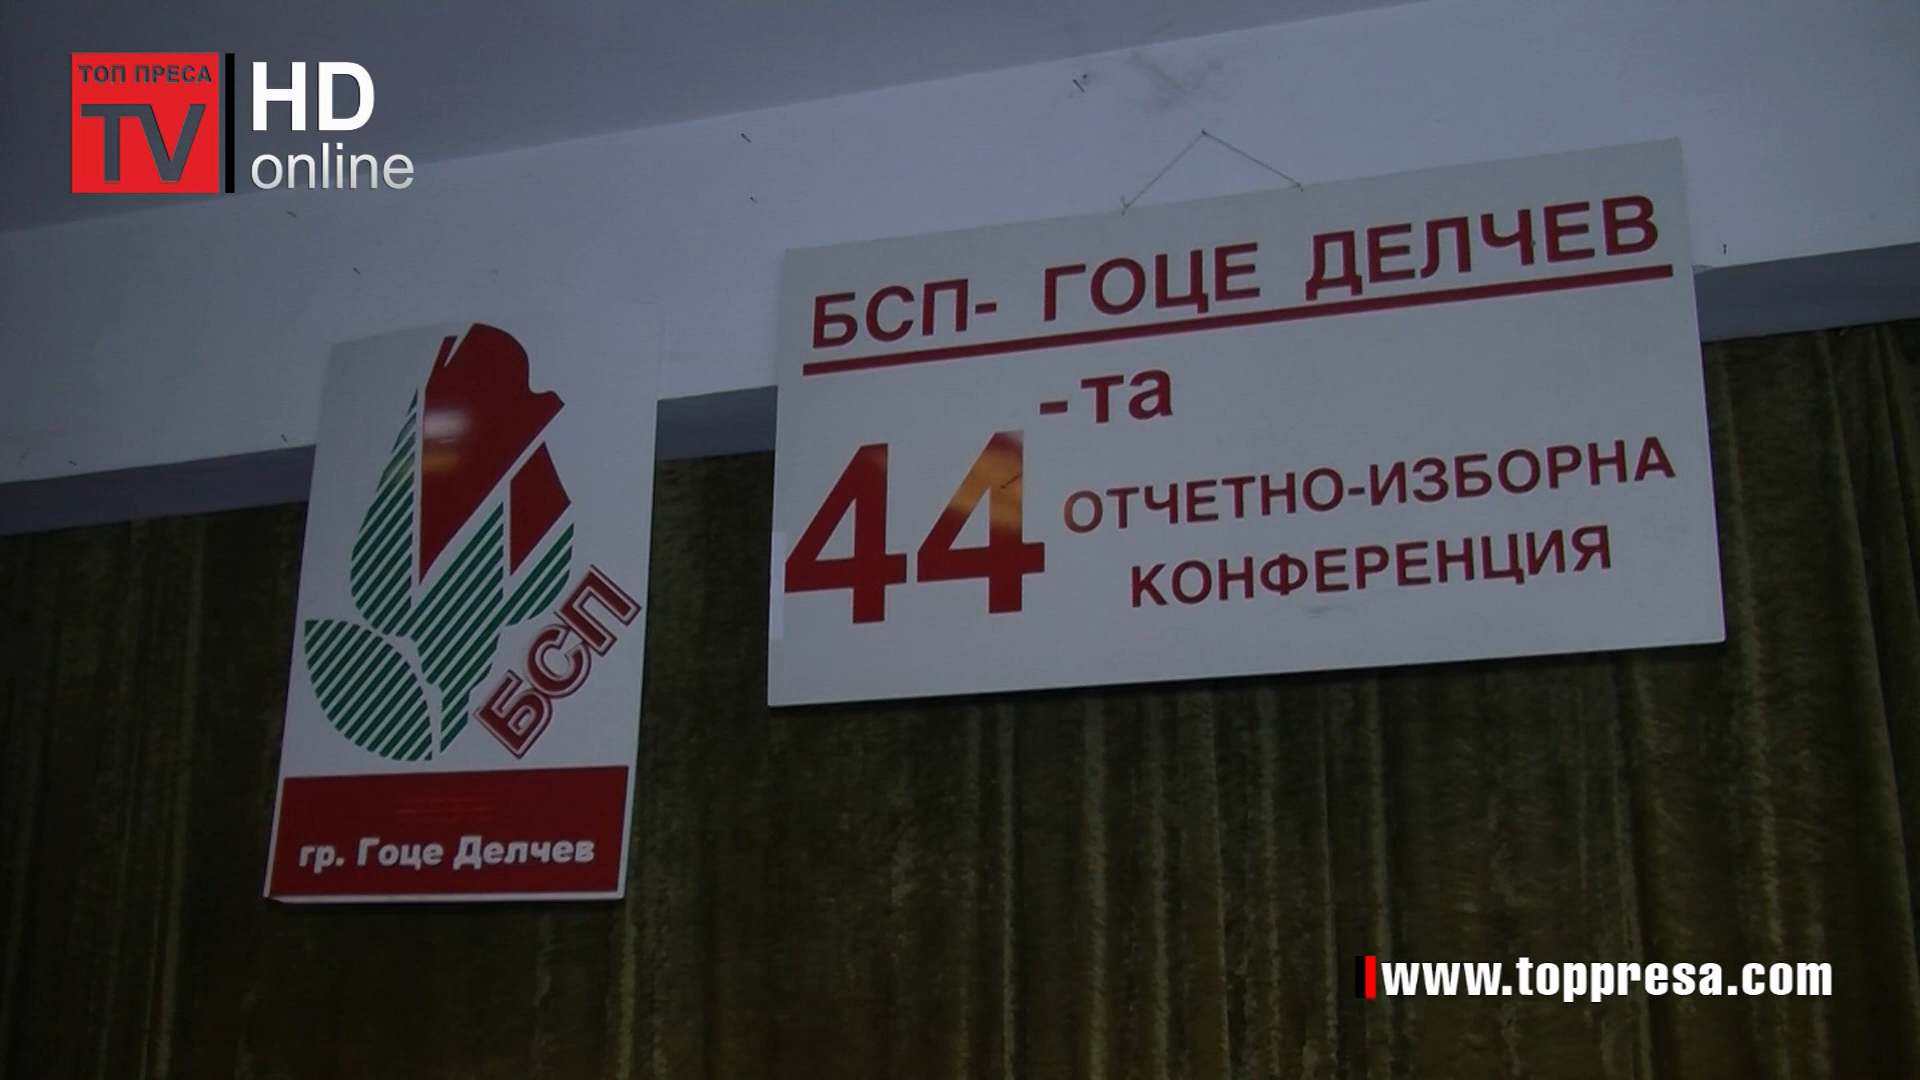 ТОП ПРЕСА
TV
HD
online
БСП- ГОЦЕ ДЕЛЧЕВ
44-та
ОТЧЕТНО-ИЗБОРНА
КОНФЕРЕНЦИЯ
БСП
гр. Гоце Делчев
www.toppresa.com